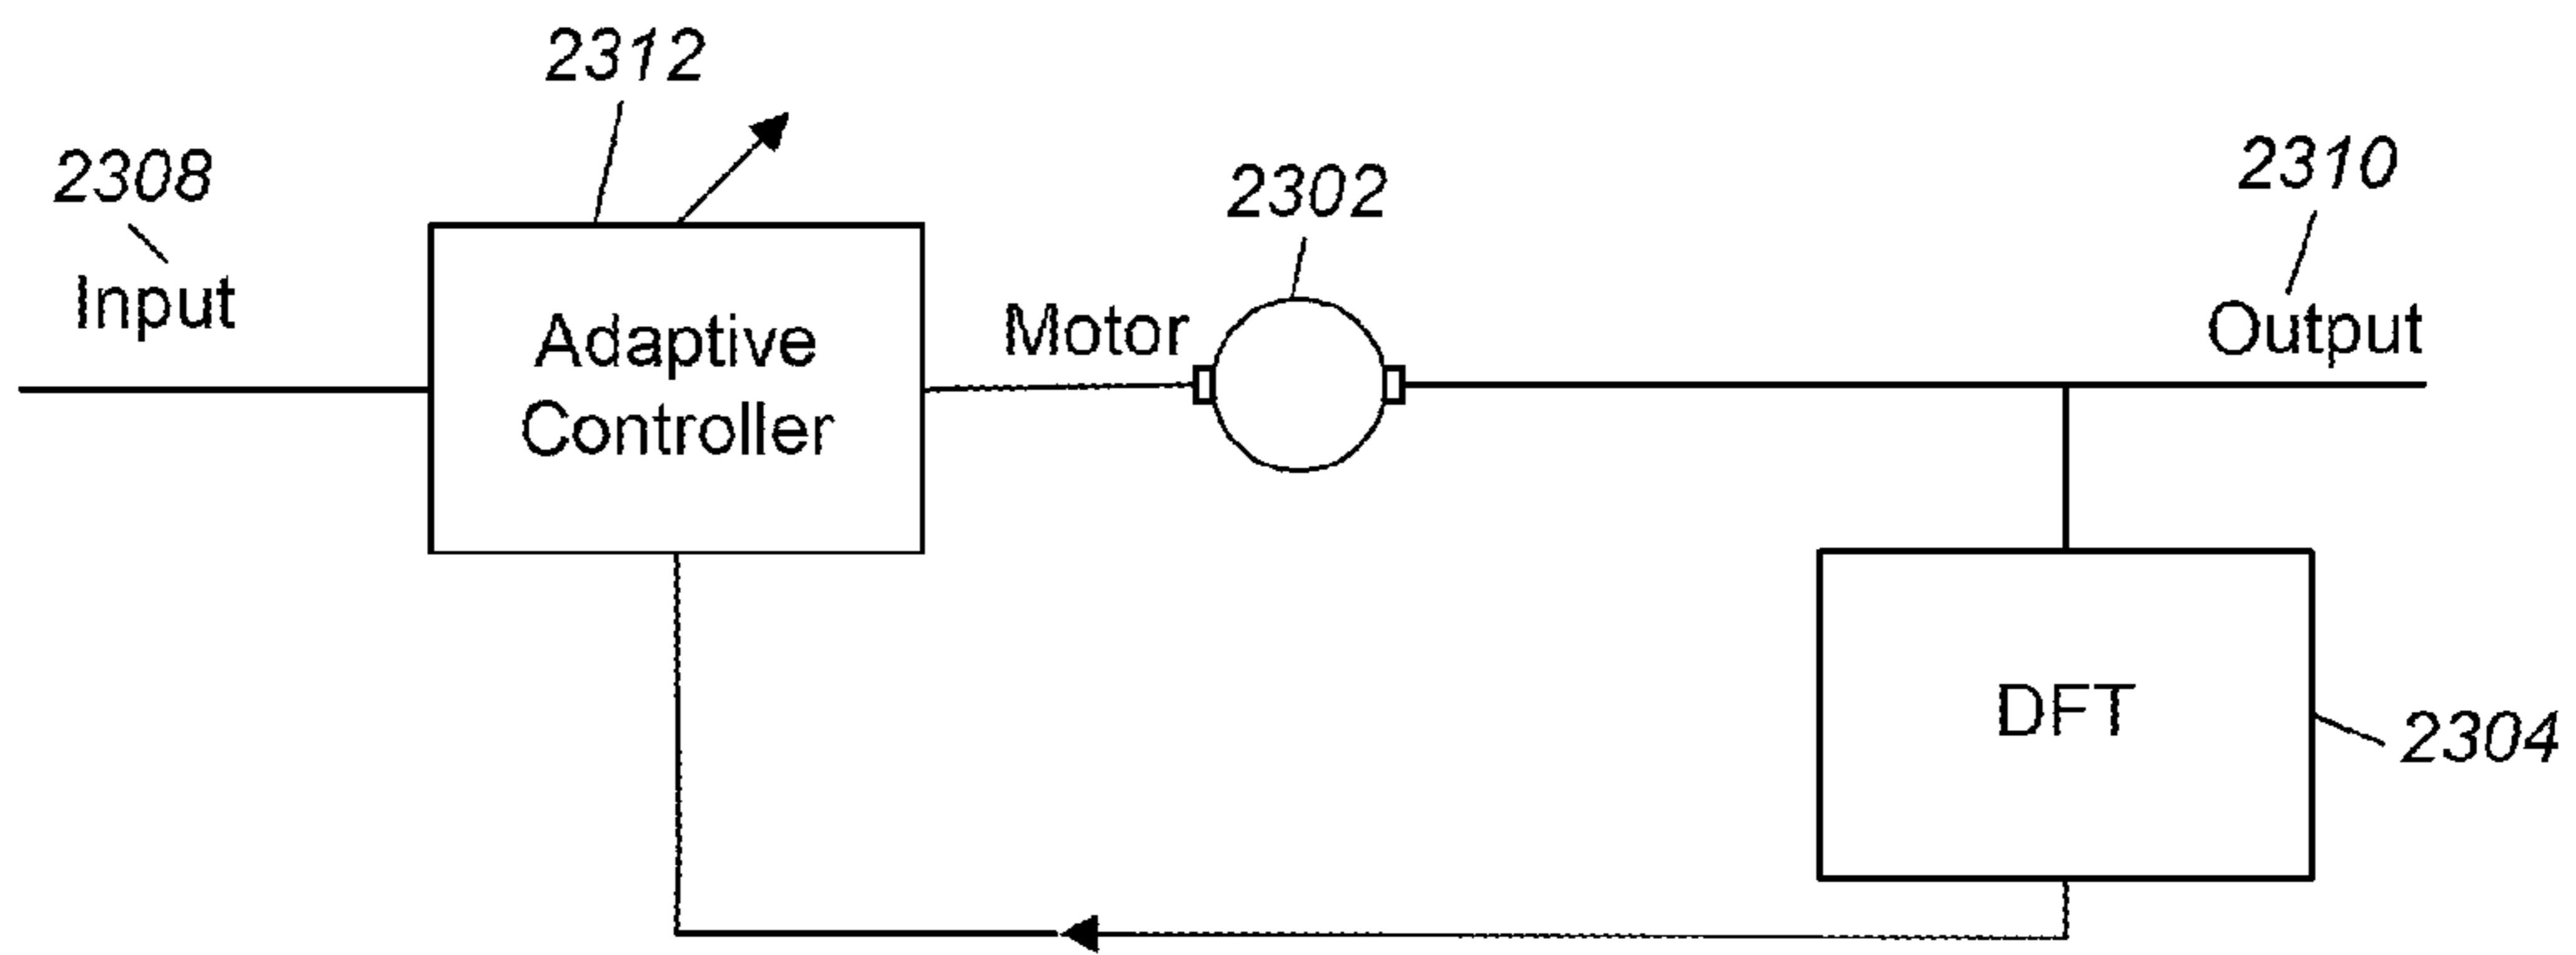 2312
2308
2302
2310
Input
Motor
Output
Adaptive
Controller
DFT
2304